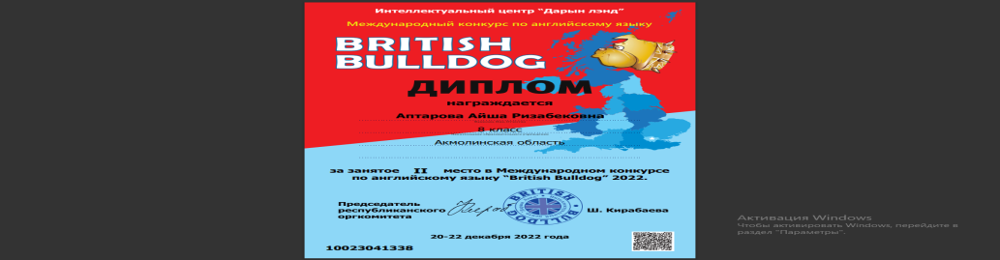 Интеллектуальный центр "Дарын лэнд"
Международный конкурс по английскому языку
BRITISH
BULLDOG
ДИПЛОМ
награждается
Аптарова Айша Ризабековна
8 класс
Акмолинская область
за занятое II место в Международном конкурсе
по английскому языку "British Bulldog" 2022.
Председатель
республиканского
оргкомитета
BRITISH
BULLDOG
Ш. Кирабаева
20-22 декабря 2022 года
10023041338
Активация Windows
Чтобы активировать Windows, перейдите в
раздел "Параметры".